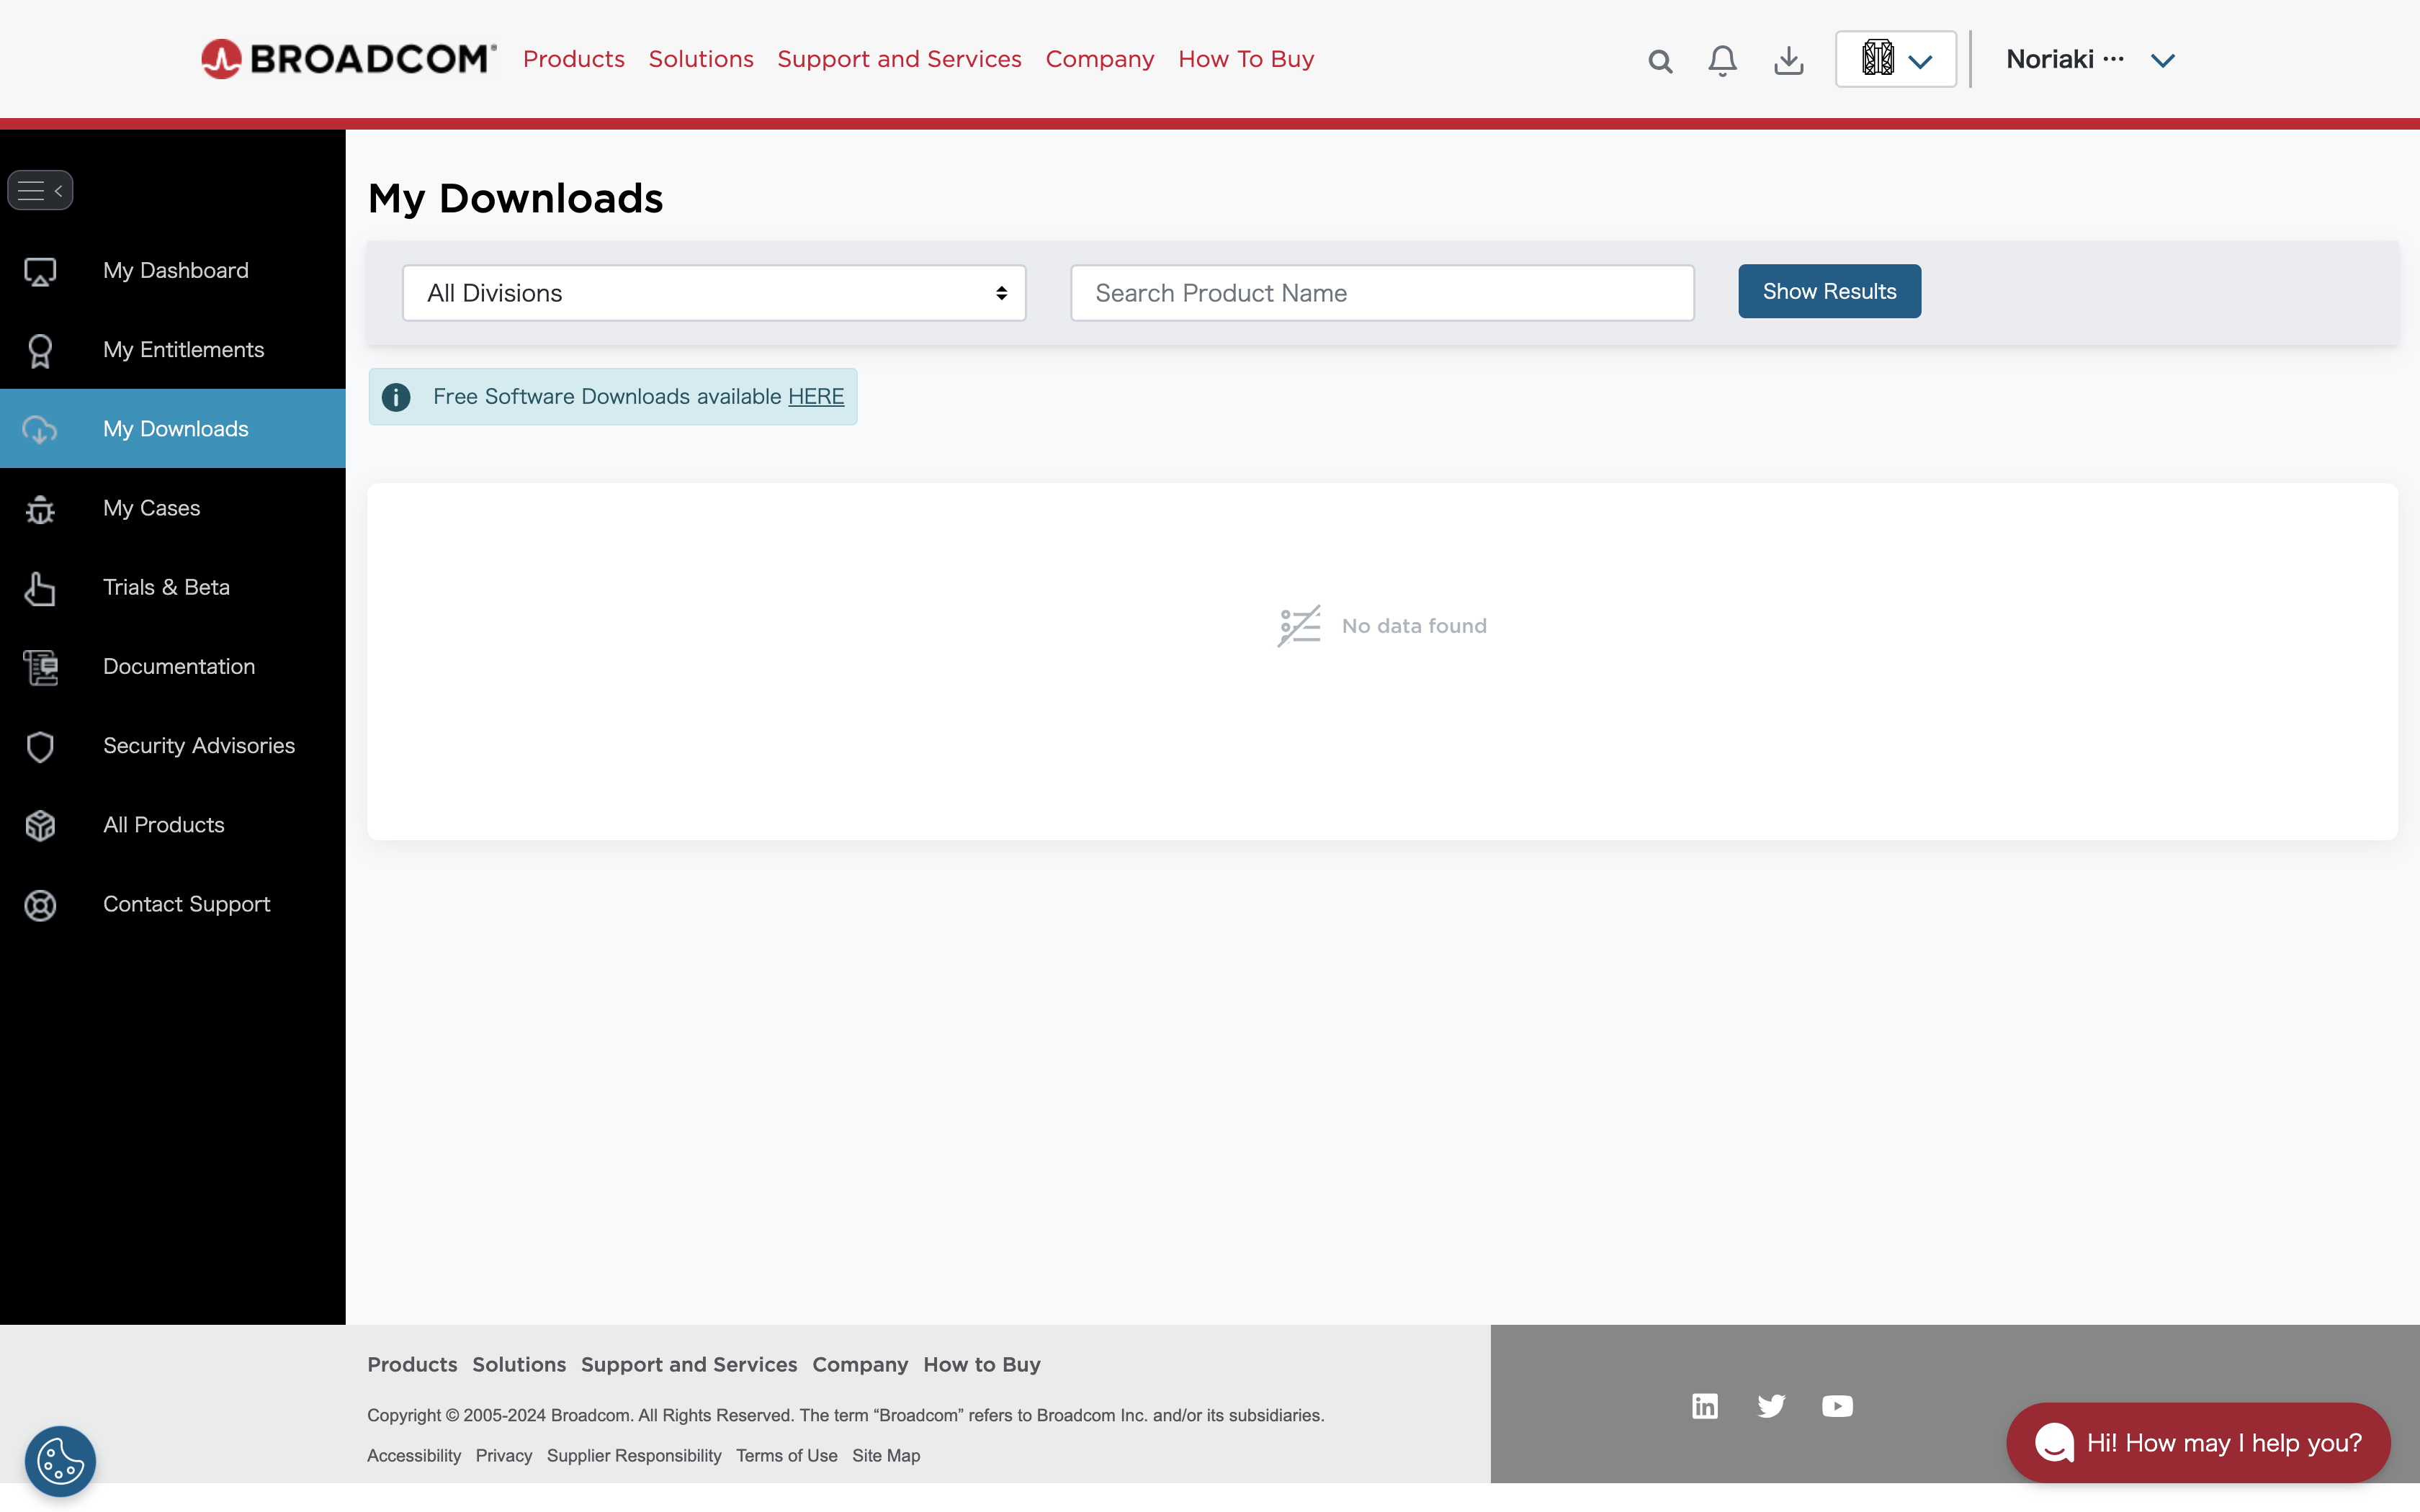 BROADCOM®
Products Solutions Support and Services Company How To Buy
Noriaki ···
My Dashboard
My Entitlements
My Downloads
My Cases
Trials & Beta
Documentation
Security Advisories
All Products
Contact Support
My Downloads
All Divisions
Search Product Name
Show Results
Free Software Downloads available HERE
No data found
Products Solutions Support and Services Company How to Buy
Copyright © 2005-2024 Broadcom. All Rights Reserved. The term “Broadcom” refers to Broadcom Inc. and/or its subsidiaries.
Accessibility Privacy Supplier Responsibility Terms of Use Site Map
Hi! How may I help you?